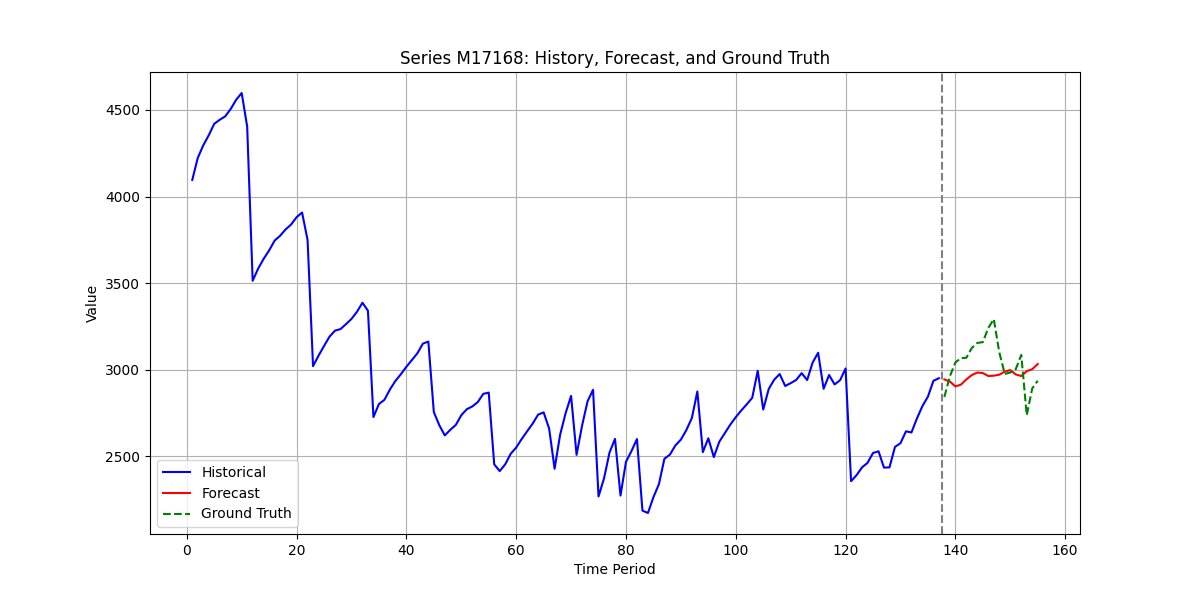 Series M17168: History, Forecast, and Ground Truth
4500
4000
3500
3000
2500
Value
Historical
Forecast
Ground Truth
0 20 40 60 80 100 120 140 160
Time Period